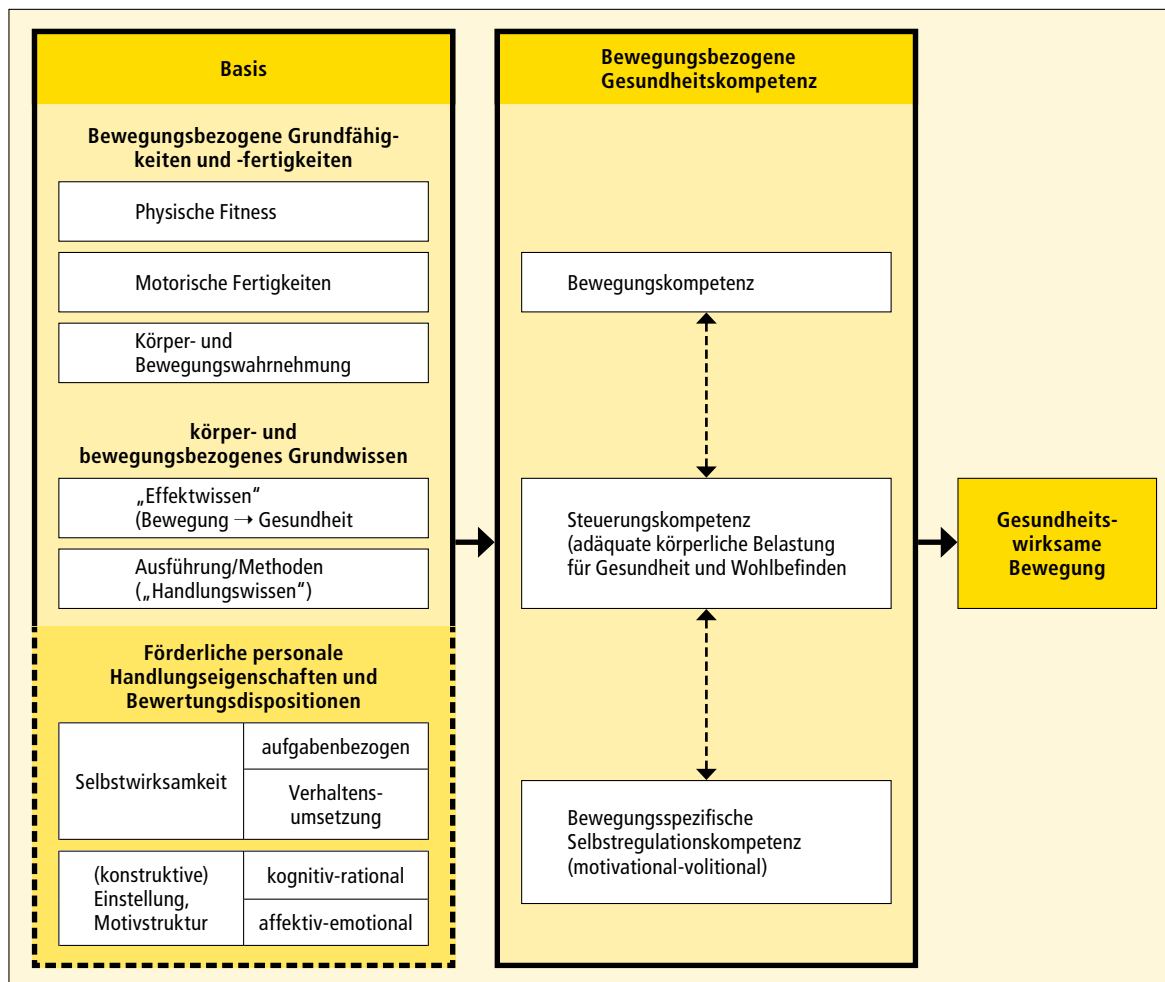 Basis
Bewegungsbezogene Grundfähig-
keiten und -fertigkeiten
Physische Fitness
Motorische Fertigkeiten
Körper- und
Bewegungswahrnehmung
körper- und
bewegungsbezogenes Grundwissen
„Effektwissen“
(Bewegung → Gesundheit
Ausführung/Methoden
(„Handlungswissen“)
Förderliche personale
Handlungseigenschaften und
Bewertungsdispositionen
Selbstwirksamkeit
aufgabenbezogen
Verhaltens-
umsetzung
(konstruktive)
Einstellung,
Motivstruktur
kognitiv-rational
affektiv-emotional
Bewegungsbezogene
Gesundheitskompetenz
Bewegungskompetenz
Steuerungskompetenz
(adäquate körperliche Belastung
für Gesundheit und Wohlbefinden
Bewegungsspezifische
Selbstregulationskompetenz
(motivational-volitional)
Gesundheits-
wirksame
Bewegung